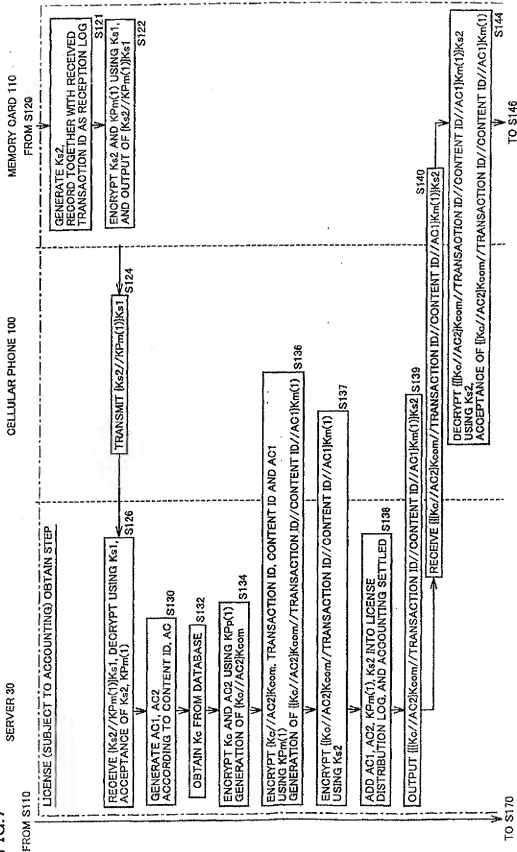 FIG.7
SERVER 30
CELLULAR PHONE 100
MEMORY CARD 110
FROM S110
FROM S120
LICENSE (SUBJECT TO ACCOUNTING) OBTAIN STEP
GENERATE Ks2,
RECORD TOGETHER WITH RECEIVED
TRANSACTION ID AS RECEPTION LOG
S121
ENCRYPT Ks2 AND KPm(1) USING Ks1,
AND OUTPUT OF {Ks2//KPm(1)}Ks1
S122
TRANSMIT {Ks2//KPm(1)}Ks1
S124
RECEIVE {Ks2//KPm(1)}Ks1, DECRYPT USING Ks1,
ACCEPTANCE OF Ks2, KPm(1)
S126
GENERATE AC1, AC2
ACCORDING TO CONTENT ID, AC
S130
OBTAIN Kc FROM DATABASE
S132
ENCRYPT Kc AND AC2 USING KPp(1)
GENERATION OF {Kc//AC2}Kcom
S134
ENCRYPT {Kc//AC2}Kcom, TRANSACTION ID, CONTENT ID AND AC1
USING KPm(1)
GENERATION OF {{Kc//AC2}Kcom//TRANSACTION ID//CONTENT ID//AC1}Km(1)
S136
ENCRYPT {{Kc//AC2}Kcom//TRANSACTION ID//CONTENT ID//AC1}Km(1)
USING Ks2
S137
ADD AC1, AC2, KPm(1), Ks2 INTO LICENSE
DISTRIBUTION LOG, AND ACCOUNTING SETTLED
S138
OUTPUT {{{Kc//AC2}Kcom//TRANSACTION ID//CONTENT ID//AC1}Km(1)}Ks2
S139
RECEIVE {{{Kc//AC2}Kcom//TRANSACTION ID//CONTENT ID//AC1}Km(1)}Ks2
S140
DECRYPT {{{Kc//AC2}Kcom//TRANSACTION ID//CONTENT ID//AC1}Km(1)}Ks2
USING Ks2,
ACCEPTANCE OF {{Kc//AC2}Kcom//TRANSACTION ID//CONTENT ID//AC1}Km(1)
S144
TO S170
TO S146